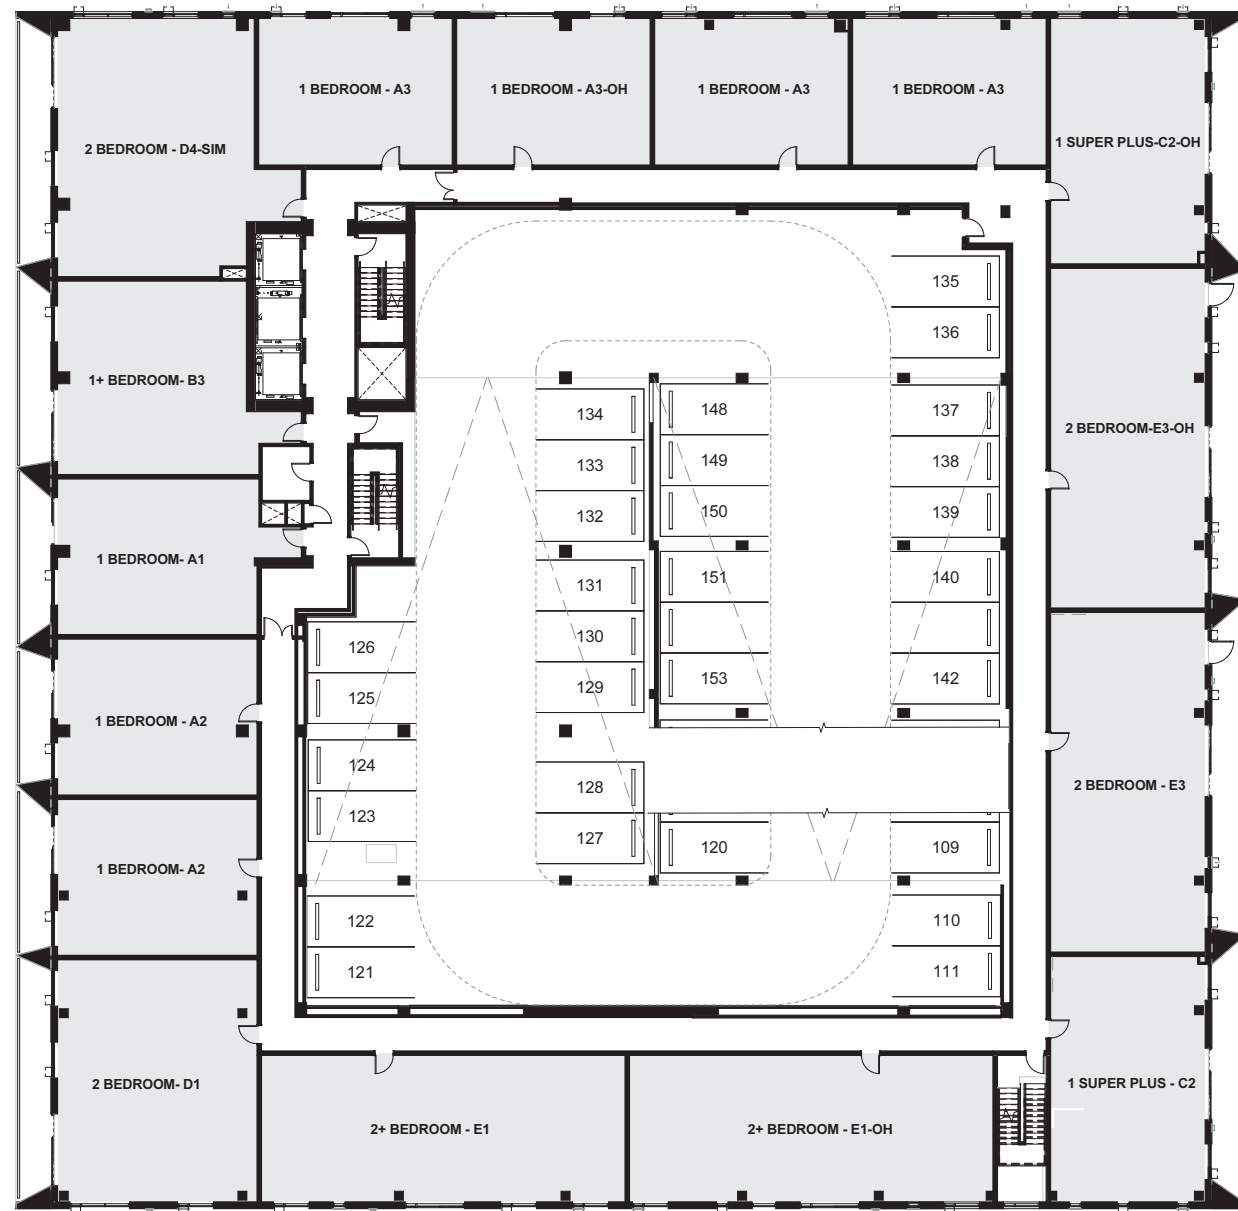 1 BEDROOM - A3
1 BEDROOM - A3-OH
1 BEDROOM - A3
1 BEDROOM - A3
2 BEDROOM - D4-SIM
1 SUPER PLUS-C2-OH
135
136
1+ BEDROOM- B3
134
148
137
2 BEDROOM-E3-OH
133
149
138
132
150
139
1 BEDROOM- A1
131
151
140
130
126
129
153
142
125
1 BEDROOM - A2
124
128
2 BEDROOM - E3
123
127
120
109
1 BEDROOM- A2
122
110
121
111
2 BEDROOM- D1
1 SUPER PLUS - C2
2+ BEDROOM - E1
2+ BEDROOM - E1-OH